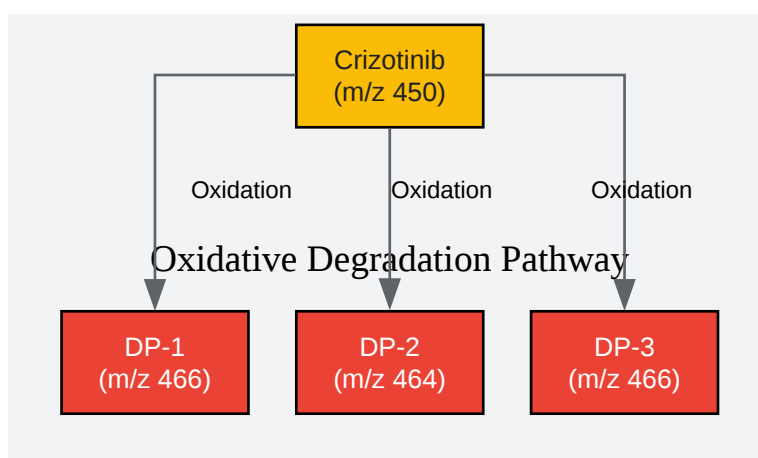 Crizotinib
(m/z 450)
Oxidation
Oxidation
Oxidation
Oxidative Degradation Pathway
DP-1
(m/z 466)
DP-2
(m/z 464)
DP-3
(m/z 466)